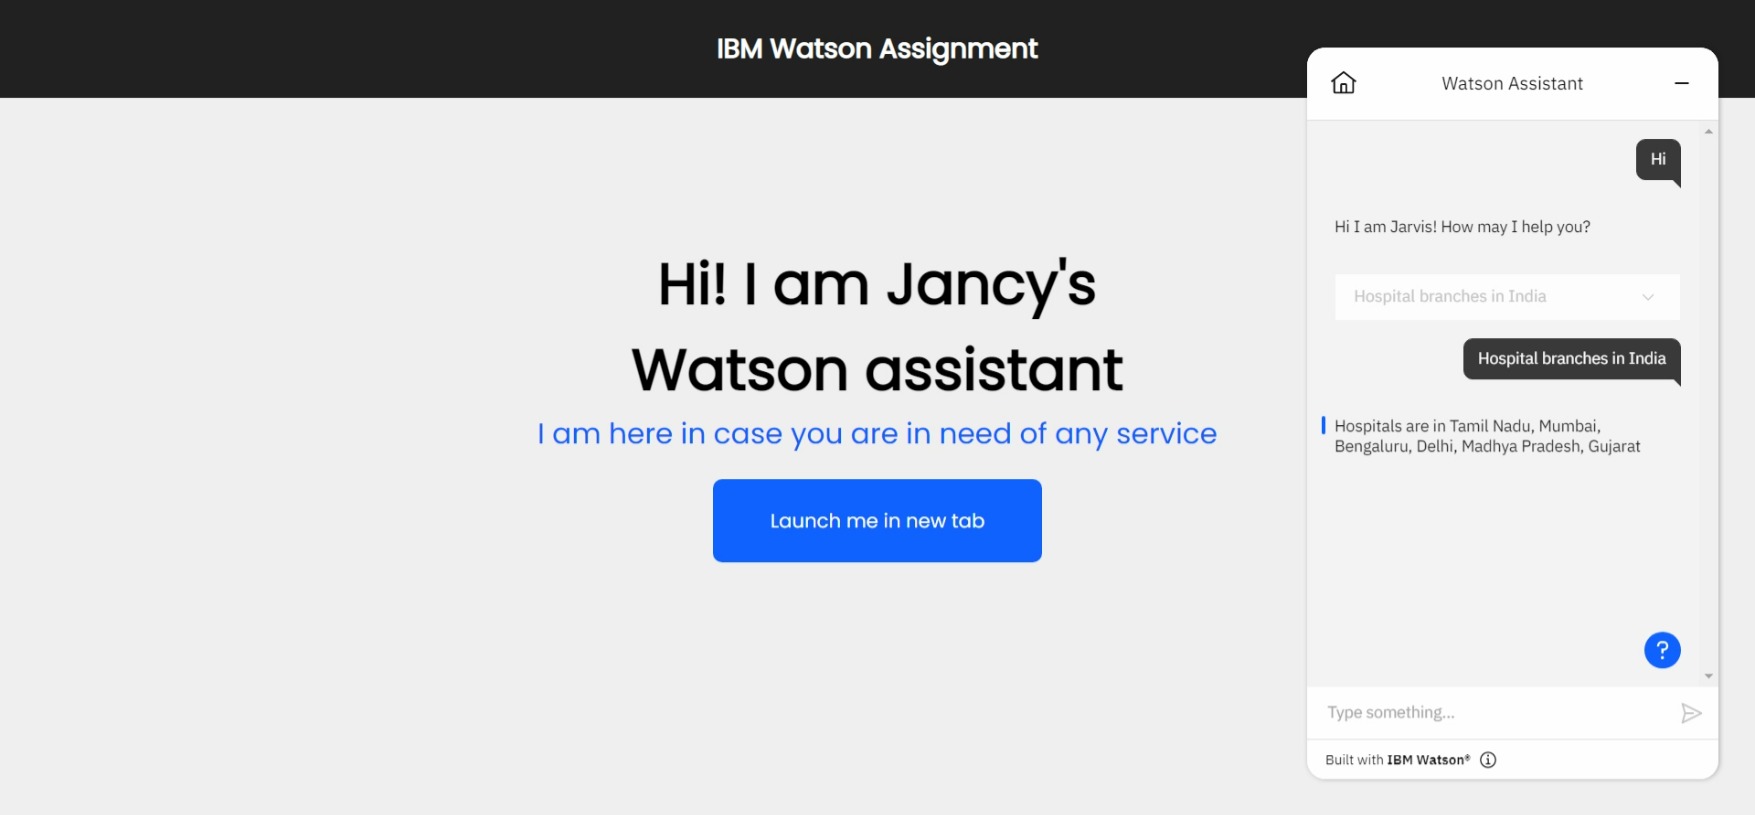 IBM Watson Assignment
Hi! I am Jancy's
Watson assistant
I am here in case you are in need of any service
Launch me in new tab
Watson Assistant
Hi
Hi I am Jarvis! How may I help you?
Hospital branches in India
Hospital branches in India
Hospitals are in Tamil Nadu, Mumbai,
Bengaluru, Delhi, Madhya Pradesh, Gujarat
?
Type something...
Built with IBM Watson®